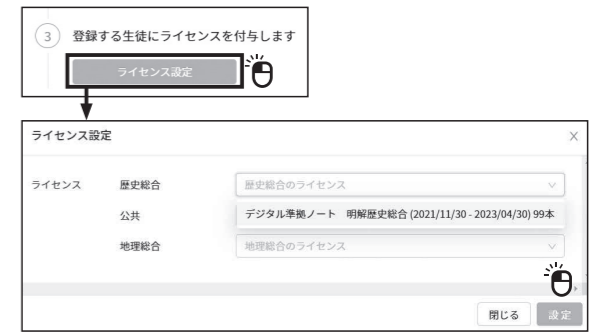 3 登録する生徒にライセンスを付与します
ライセンス設定
ライセンス設定 ×
ライセンス 歴史総合 歴史総合のライセンス
公共 デジタル準拠ノート 明解歴史総合 (2021/11/30 - 2023/04/30) 99本
地理総合 地理総合のライセンス
閉じる 設定